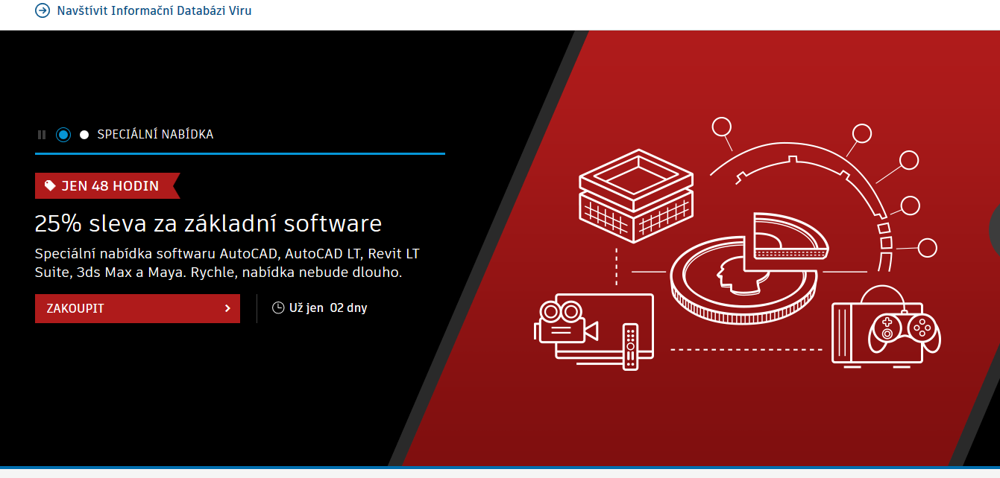 Navštívit Informační Databázi Viru
SPECIÁLNÍ NABÍDKA
JEN 48 HODIN
25% sleva za základní software
Speciální nabídka softwaru AutoCAD, AutoCAD LT, Revit LT
Suite, 3ds Max a Maya. Rychle, nabídka nebude dlouho.
ZAKOUPIT
Už jen 02 dny